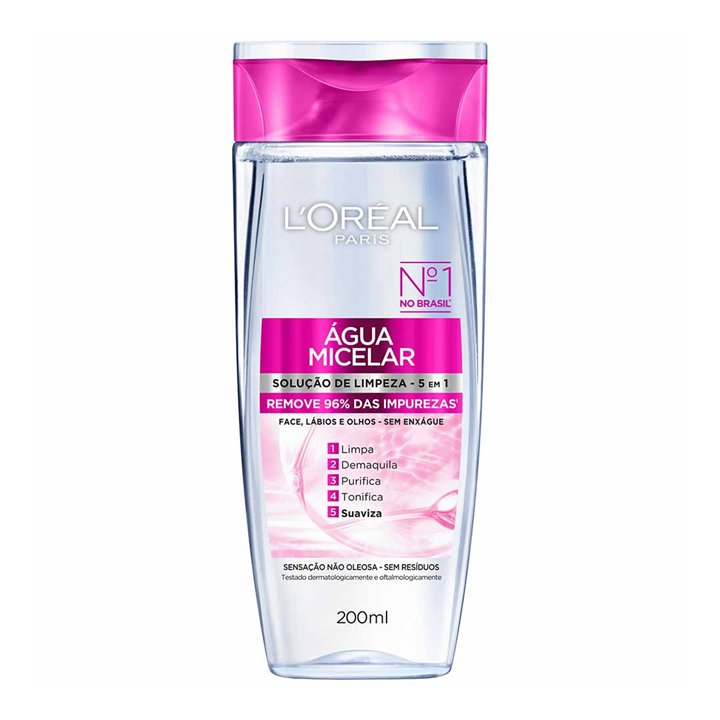 L'ORÉAL
PARIS
Nº1
NO BRASIL*
ÁGUA
MICELAR
SOLUÇÃO DE LIMPEZA - 5 EM 1
REMOVE 96% DAS IMPUREZAS¹
FACE, LÁBIOS E OLHOS - SEM ENXÁGUE
1 Limpa
2 Demaquila
3 Purifica
4 Tonifica
5 Suaviza
SENSAÇÃO NÃO OLEOSA - SEM RESÍDUOS
Testado dermatologicamente e oftalmologicamente
200ml